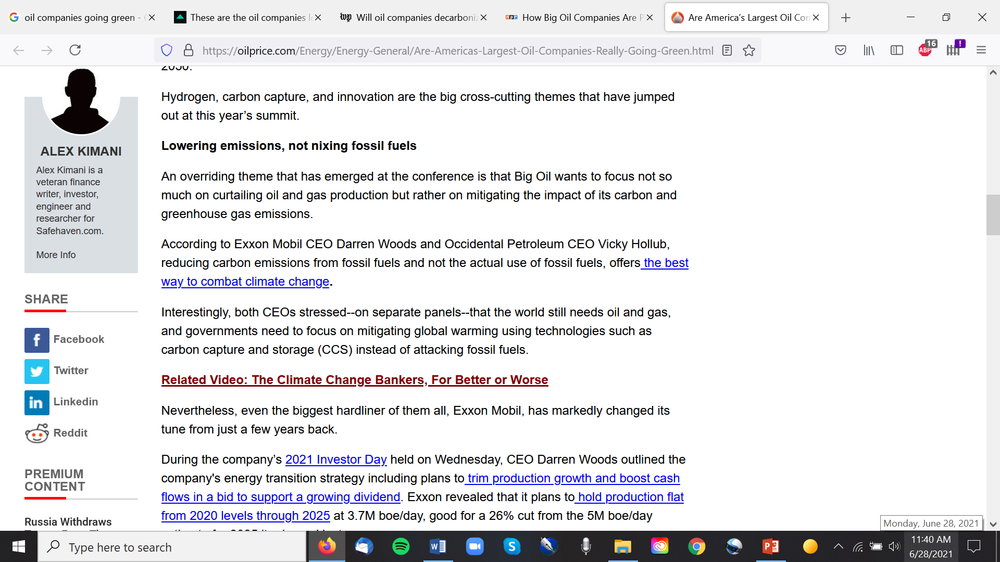 oil companies going green -
These are the oil companies
Will oil companies decarboniz
How Big Oil Companies Are P
Are America's Largest Oil Con
https://oilprice.com/Energy/Energy-General/Are-Americas-Largest-Oil-Companies-Really-Going-Green.html
ABP
16
!
2050.
Hydrogen, carbon capture, and innovation are the big cross-cutting themes that have jumped
out at this year's summit.
Lowering emissions, not nixing fossil fuels
An overriding theme that has emerged at the conference is that Big Oil wants to focus not so
much on curtailing oil and gas production but rather on mitigating the impact of its carbon and
greenhouse gas emissions.
According to Exxon Mobil CEO Darren Woods and Occidental Petroleum CEO Vicky Hollub,
reducing carbon emissions from fossil fuels and not the actual use of fossil fuels, offers the best
way to combat climate change.
Interestingly, both CEOs stressed--on separate panels--that the world still needs oil and gas,
and governments need to focus on mitigating global warming using technologies such as
carbon capture and storage (CCS) instead of attacking fossil fuels.
Related Video: The Climate Change Bankers, For Better or Worse
Nevertheless, even the biggest hardliner of them all, Exxon Mobil, has markedly changed its
tune from just a few years back.
During the company's 2021 Investor Day held on Wednesday, CEO Darren Woods outlined the
company's energy transition strategy including plans to trim production growth and boost cash
flows in a bid to support a growing dividend. Exxon revealed that it plans to hold production flat
from 2020 levels through 2025 at 3.7M boe/day, good for a 26% cut from the 5M boe/day
ALEX KIMANI
Alex Kimani is a
veteran finance
writer, investor,
engineer and
researcher for
Safehaven.com.
More Info
SHARE
Facebook
Twitter
Linkedin
Reddit
PREMIUM
CONTENT
Russia Withdraws
Monday, June 28, 2021
Type here to search
11:40 AM
6/28/2021